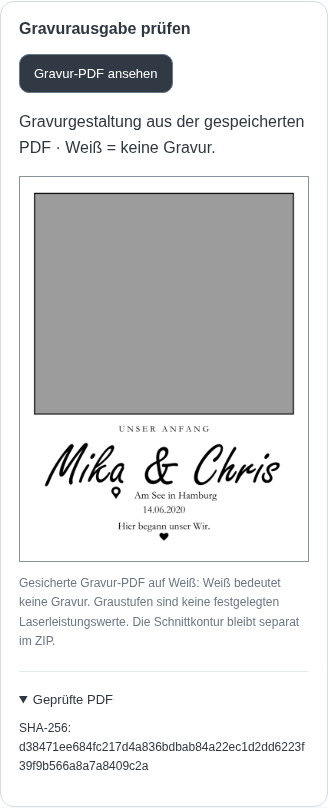 Gravurausgabe prüfen
Gravur-PDF ansehen
Gravurgestaltung aus der gespeicherten
PDF · Weiß = keine Gravur.
UNSER ANFANG
Mika & Chris
Am See in Hamburg
14.06.2020
Hier begann unser Wir.
Gesicherte Gravur-PDF auf Weiß: Weiß bedeutet
keine Gravur. Graustufen sind keine festgelegten
Laserleistungswerte. Die Schnittkontur bleibt separat
im ZIP.
Geprüfte PDF
SHA-256:
d38471ee684fc217d4a836bdbab84a22ec1d2dd6223f
39f9b566a8a7a8409c2a